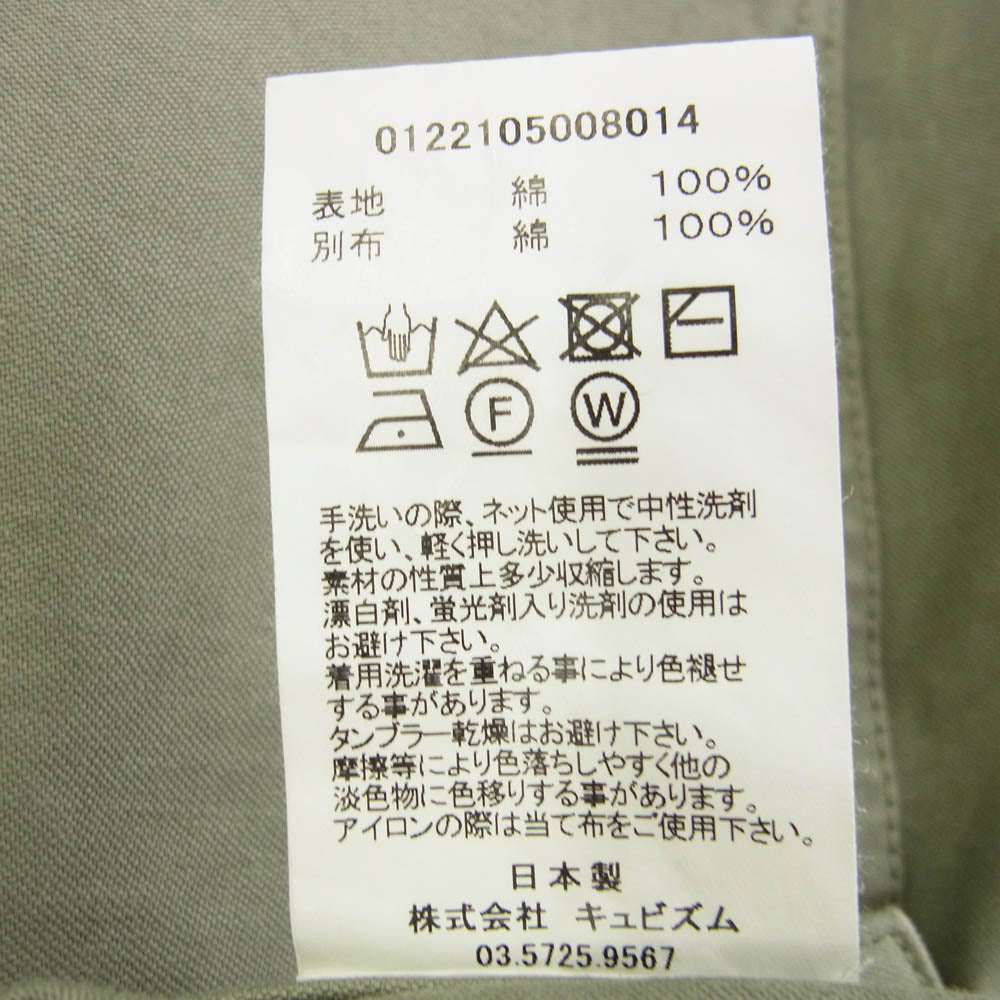 0122105008014
表地 綿 100%
別布 綿 100%
F W
手洗いの際、ネット使用で中性洗剤
を使い、軽く押し洗いして下さい。
素材の性質上多少収縮します。
漂白剤、蛍光剤入り洗剤の使用は
お避け下さい。
着用洗濯を重ねる事により色褪せ
する事があります。
タンブラー乾燥はお避け下さい。
摩擦等により色落ちしやすく他の
淡色物に色移りする事があります。
アイロンの際は当て布をご使用下さい。
日本製
株式会社 キュビズム
03.5725.9567